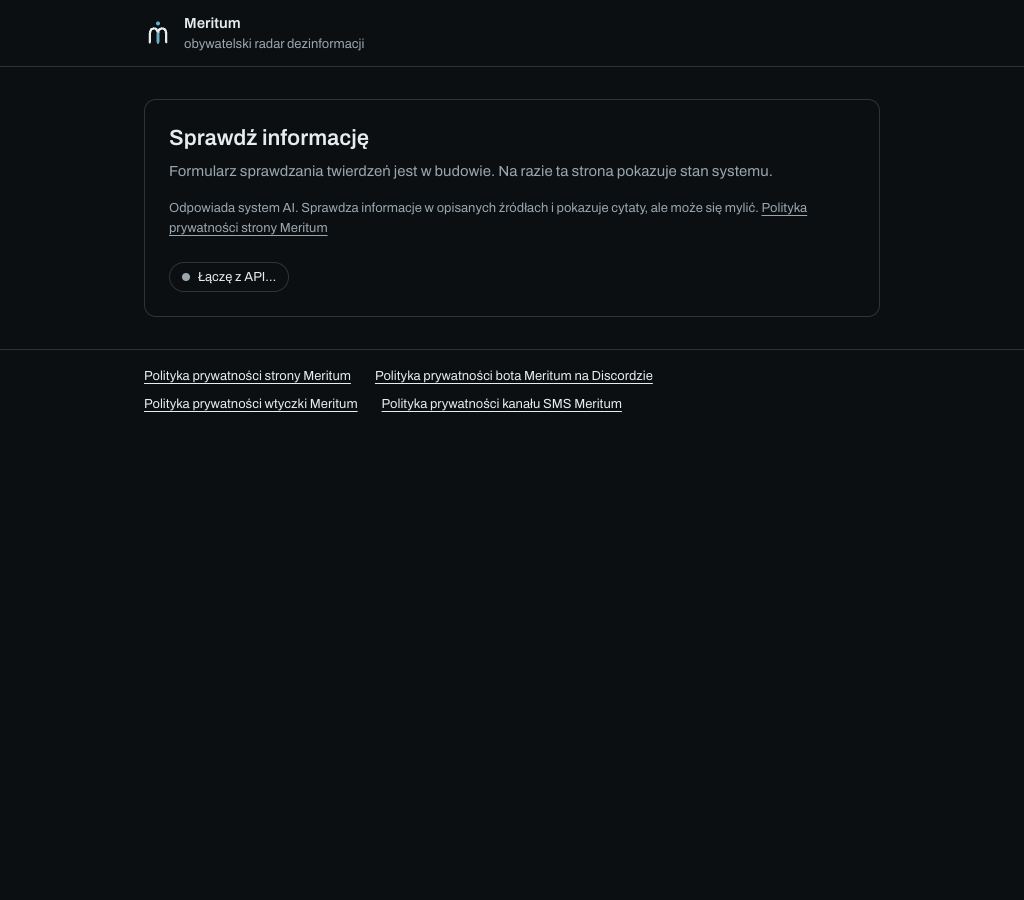 Meritum
obywatelski radar dezinformacji
Sprawdź informację
Formularz sprawdzania twierdzeń jest w budowie. Na razie ta strona pokazuje stan systemu.
Odpowiada system AI. Sprawdza informacje w opisanych źródłach i pokazuje cytaty, ale może się mylić. Polityka
prywatności strony Meritum
Łączę z API…
Polityka prywatności strony Meritum Polityka prywatności bota Meritum na Discordzie
Polityka prywatności wtyczki Meritum Polityka prywatności kanału SMS Meritum